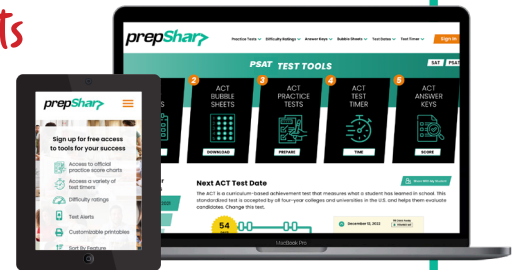 ts
prepSharp
Practice Tests Difficulty Ratings Answer Keys Bubble Sheets Test Dates Test Timer Sign In
PSAT TEST TOOLS
SAT PSAT
2 3 4 5
S
ACT
BUBBLE
SHEETS
DOWNLOAD
ACT
PRACTICE
TESTS
PREPARE
ACT
TEST
TIMER
TIME
ACT
ANSWER
KEYS
SCORE
Next ACT Test Date
The ACT is a curriculum-based achievement test that measures what a student has learned in school. This
standardized test is accepted by all four-year colleges and universities in the U.S. and helps them evaluate
candidates. Change this text.
54
December 12, 2022
MacBook Pro
prepSharp
Sign up for free access
to tools for your success
Access to official
practice score charts
Access a variety of
test timers
Difficulty ratings
Test Alerts
Customizable printables
Sort By Feature